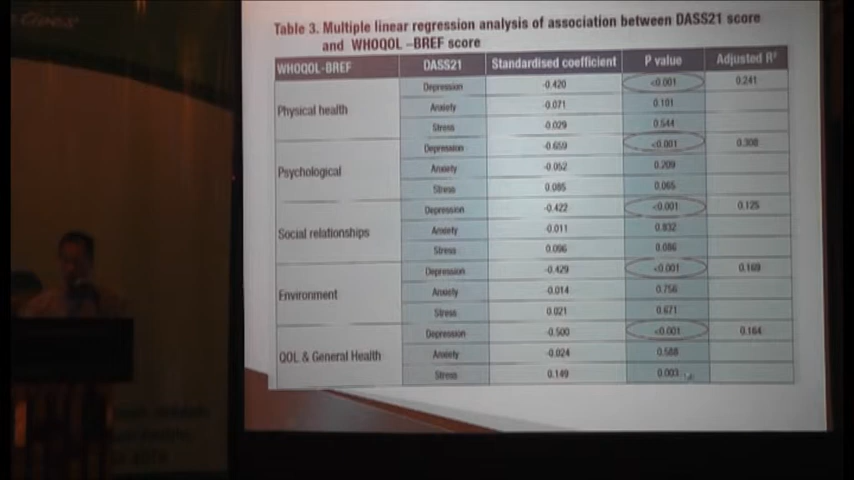 Table 3. Multiple linear regression analysis of association between DASS21 score
and WHOQOL -BREF score
WHOQOL-BREF DASS21 Standardised coefficient P value Adjusted R²
Physical health Depression -0.420 <0.001 0.241
Anxiety -0.071 0.101
Stress -0.029 0.544
Psychological Depression -0.659 <0.001 0.308
Anxiety -0.052 0.209
Stress 0.085 0.065
Social relationships Depression -0.422 <0.001 0.125
Anxiety -0.011 0.832
Stress 0.096 0.086
Environment Depression -0.429 <0.001 0.169
Anxiety -0.014 0.756
Stress 0.021 0.671
QOL & General Health Depression -0.500 <0.001 0.164
Anxiety -0.024 0.588
Stress 0.149 0.003